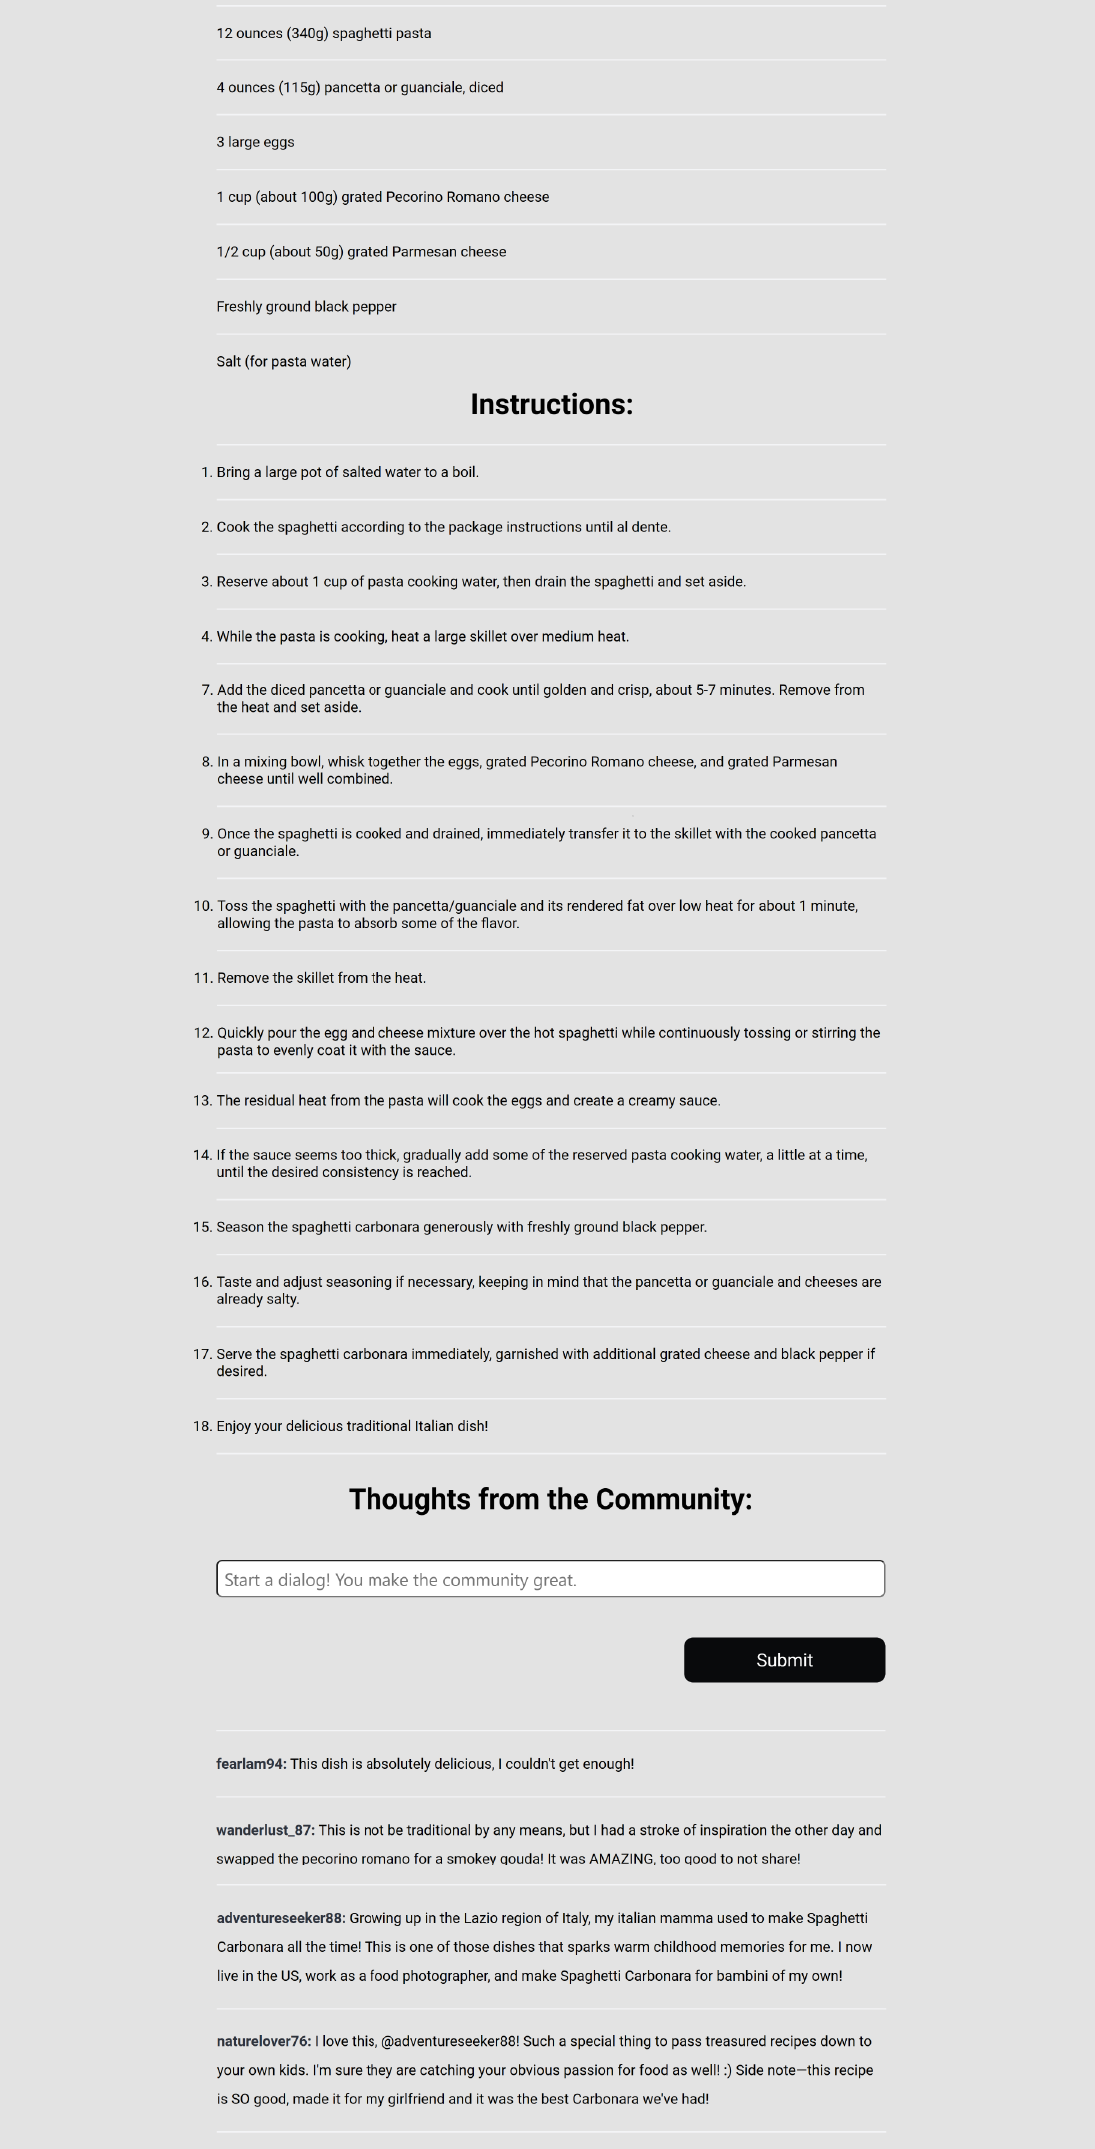 12 ounces (340g) spaghetti pasta
4 ounces (115g) pancetta or guanciale, diced
3 large eggs
1 cup (about 100g) grated Pecorino Romano cheese
1/2 cup (about 50g) grated Parmesan cheese
Freshly ground black pepper
Salt (for pasta water)
Instructions:
1. Bring a large pot of salted water to a boil.
2. Cook the spaghetti according to the package instructions until al dente.
3. Reserve about 1 cup of pasta cooking water, then drain the spaghetti and set aside.
4. While the pasta is cooking, heat a large skillet over medium heat.
7. Add the diced pancetta or guanciale and cook until golden and crisp, about 5-7 minutes. Remove from
the heat and set aside.
8. In a mixing bowl, whisk together the eggs, grated Pecorino Romano cheese, and grated Parmesan
cheese until well combined.
9. Once the spaghetti is cooked and drained, immediately transfer it to the skillet with the cooked pancetta
or guanciale.
10. Toss the spaghetti with the pancetta/guanciale and its rendered fat over low heat for about 1 minute,
allowing the pasta to absorb some of the flavor.
11. Remove the skillet from the heat.
12. Quickly pour the egg and cheese mixture over the hot spaghetti while continuously tossing or stirring the
pasta to evenly coat it with the sauce.
13. The residual heat from the pasta will cook the eggs and create a creamy sauce.
14. If the sauce seems too thick, gradually add some of the reserved pasta cooking water, a little at a time,
until the desired consistency is reached.
15. Season the spaghetti carbonara generously with freshly ground black pepper.
16. Taste and adjust seasoning if necessary, keeping in mind that the pancetta or guanciale and cheeses are
already salty.
17. Serve the spaghetti carbonara immediately, garnished with additional grated cheese and black pepper if
desired.
18. Enjoy your delicious traditional Italian dish!
Thoughts from the Community:
Start a dialog! You make the community great.
Submit
fearlam94: This dish is absolutely delicious, I couldn't get enough!
wanderlust_87: This is not be traditional by any means, but I had a stroke of inspiration the other day and
swapped the pecorino romano for a smokey gouda! It was AMAZING, too good to not share!
adventureseeker88: Growing up in the Lazio region of Italy, my italian mamma used to make Spaghetti
Carbonara all the time! This is one of those dishes that sparks warm childhood memories for me. I now
live in the US, work as a food photographer, and make Spaghetti Carbonara for bambini of my own!
naturelover76: I love this, @adventureseeker88! Such a special thing to pass treasured recipes down to
your own kids. I'm sure they are catching your obvious passion for food as well! :) Side note—this recipe
is SO good, made it for my girlfriend and it was the best Carbonara we've had!